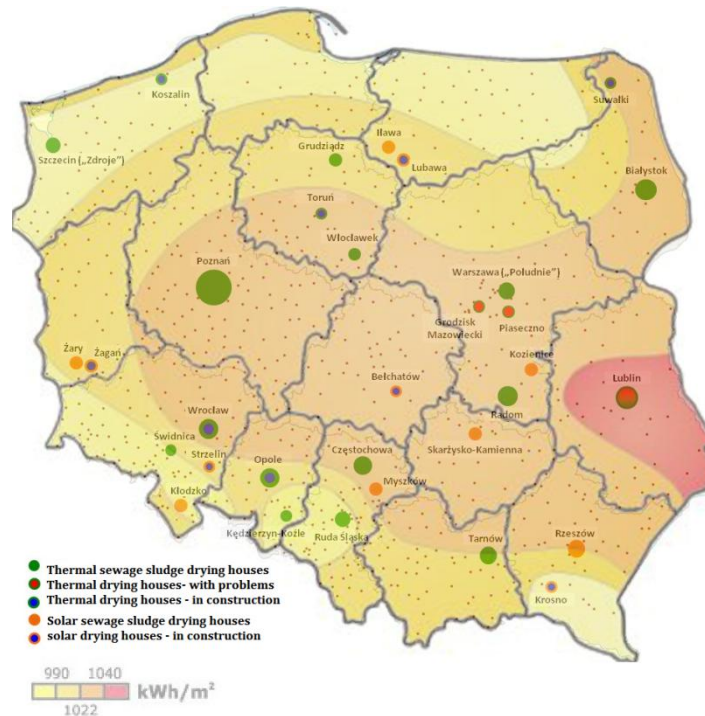 Koszalin
Suwałki
Szczecin („Zdroje")
Grudziądz
Iława
Lubawa
Białystok
Toruń
Włocławek
Poznań
Warszawa („Południe")
Grodzisk
Mazowiecki
Piaseczno
Żary
Żagań
Kozienice
Bełchatów
Lublin
Radom
Wrocław
Świdnica
Strzelin
Opole
Częstochowa
Skarżysko-Kamienna
Kłodzko
Myszków
Kędzierzyn-Koźle
Ruda Śląska
Tarnów
Rzeszów
Krosno
Thermal sewage sludge drying houses
Thermal drying houses- with problems
Thermal drying houses - in construction
Solar sewage sludge drying houses
solar drying houses - in construction
990 1040
1022
kWh/m²